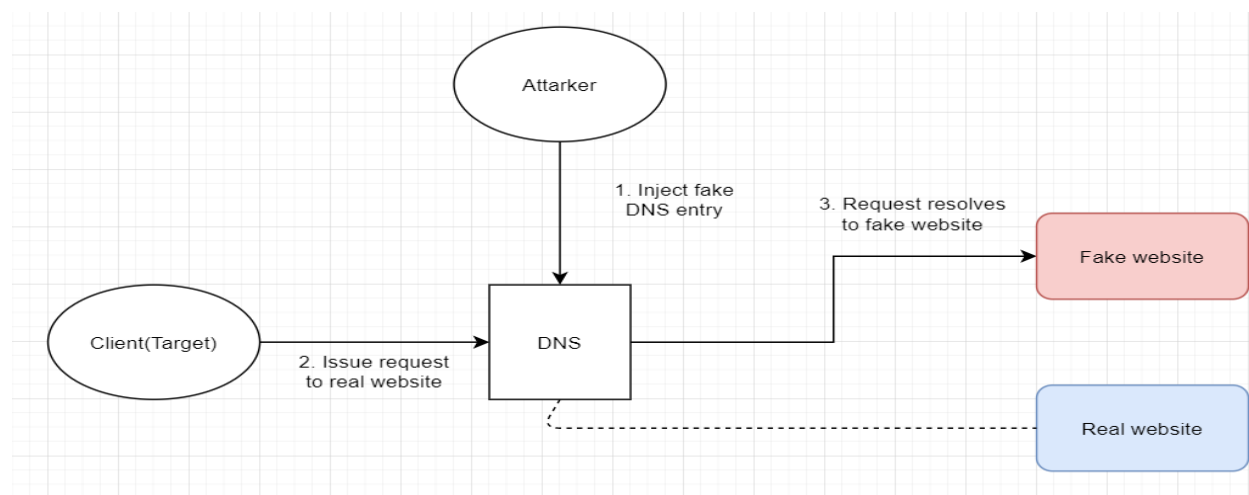 Attarker
1. Inject fake
DNS entry
3. Request resolves
to fake website
Fake website
Client(Target)
2. Issue request
to real website
DNS
Real website